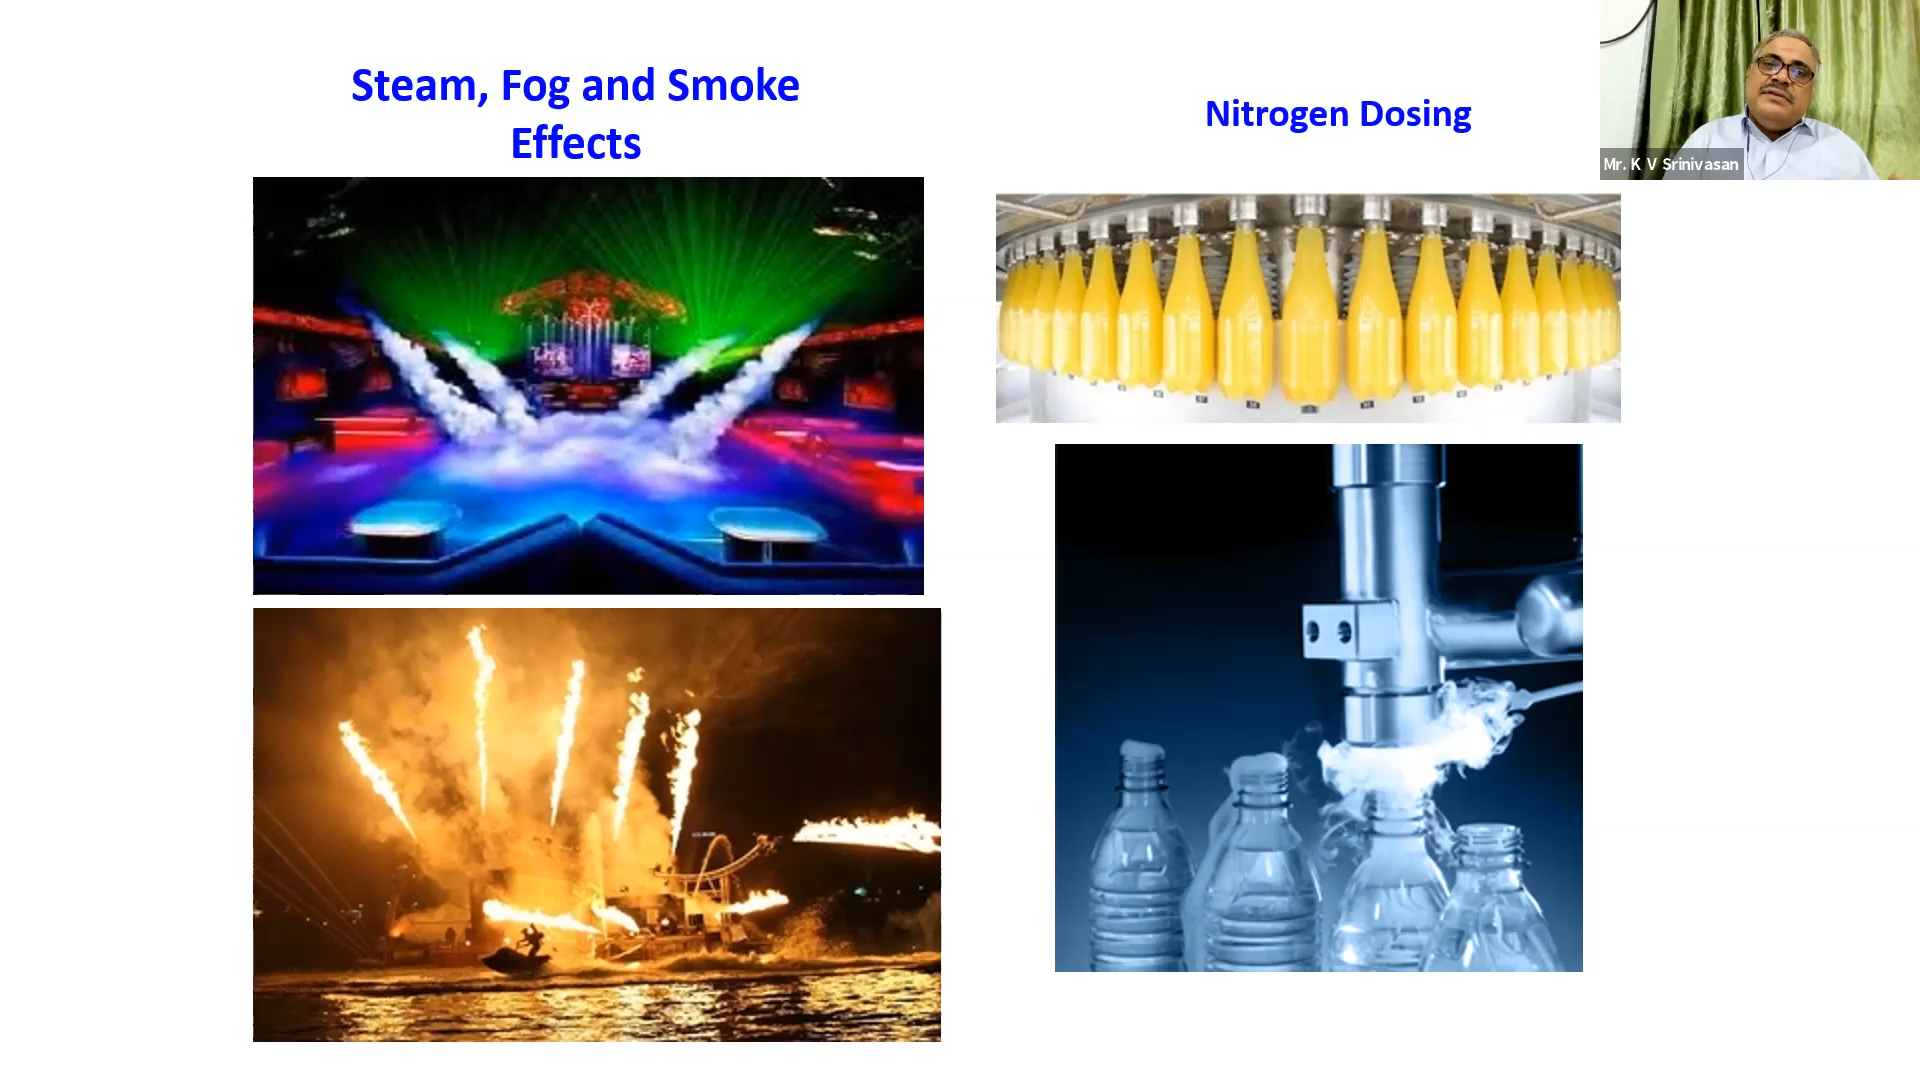 Steam, Fog and Smoke
Effects
Nitrogen Dosing
Mr. K V Srinivasan